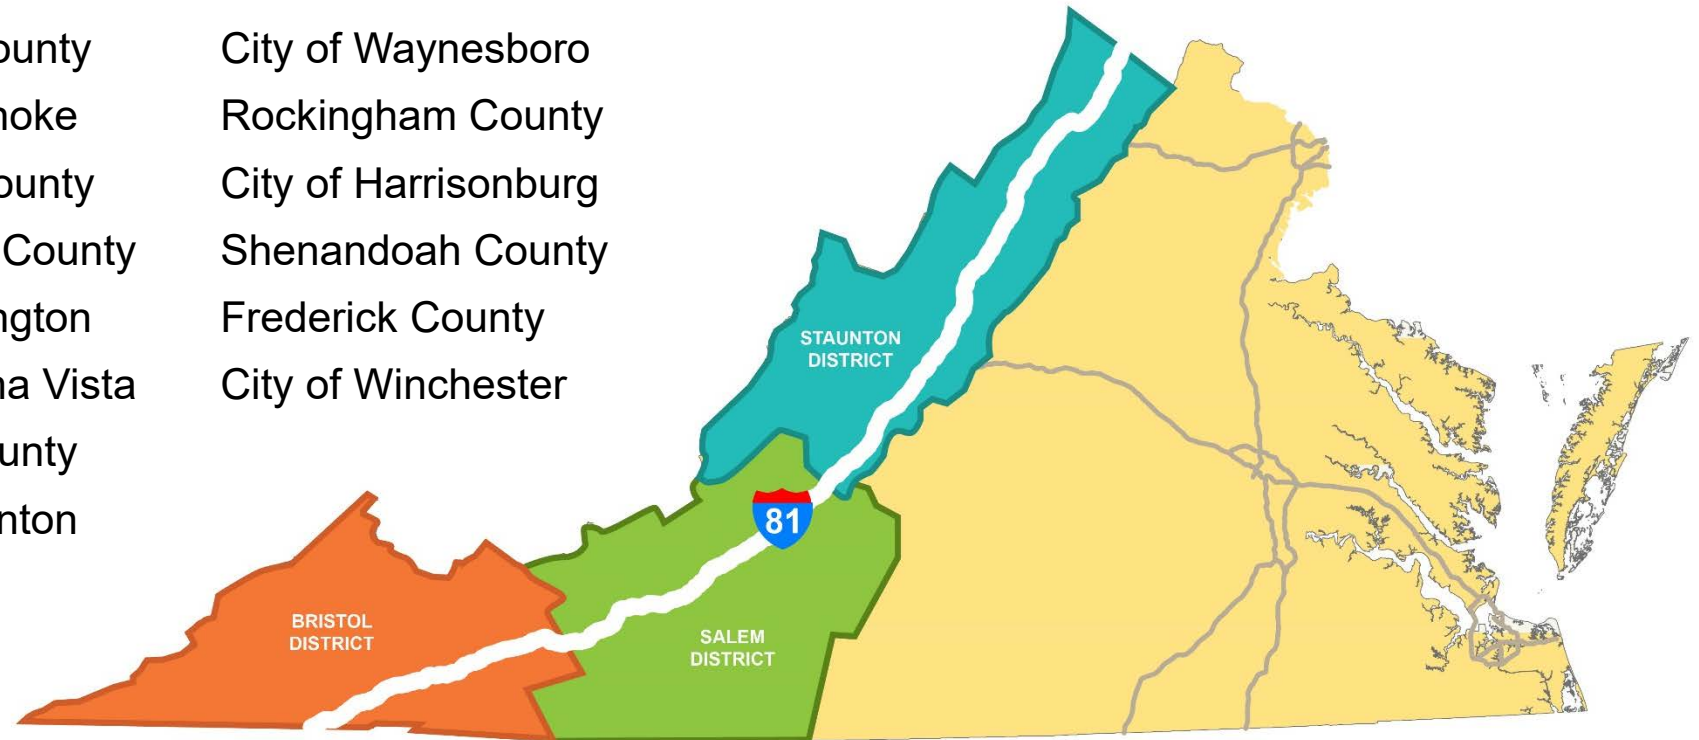 ounty
noke
ounty
County
ngton
na Vista
unty
nton
City of Waynesboro
Rockingham County
City of Harrisonburg
Shenandoah County
Frederick County
City of Winchester
STAUNTON
DISTRICT
81
BRISTOL
DISTRICT
SALEM
DISTRICT